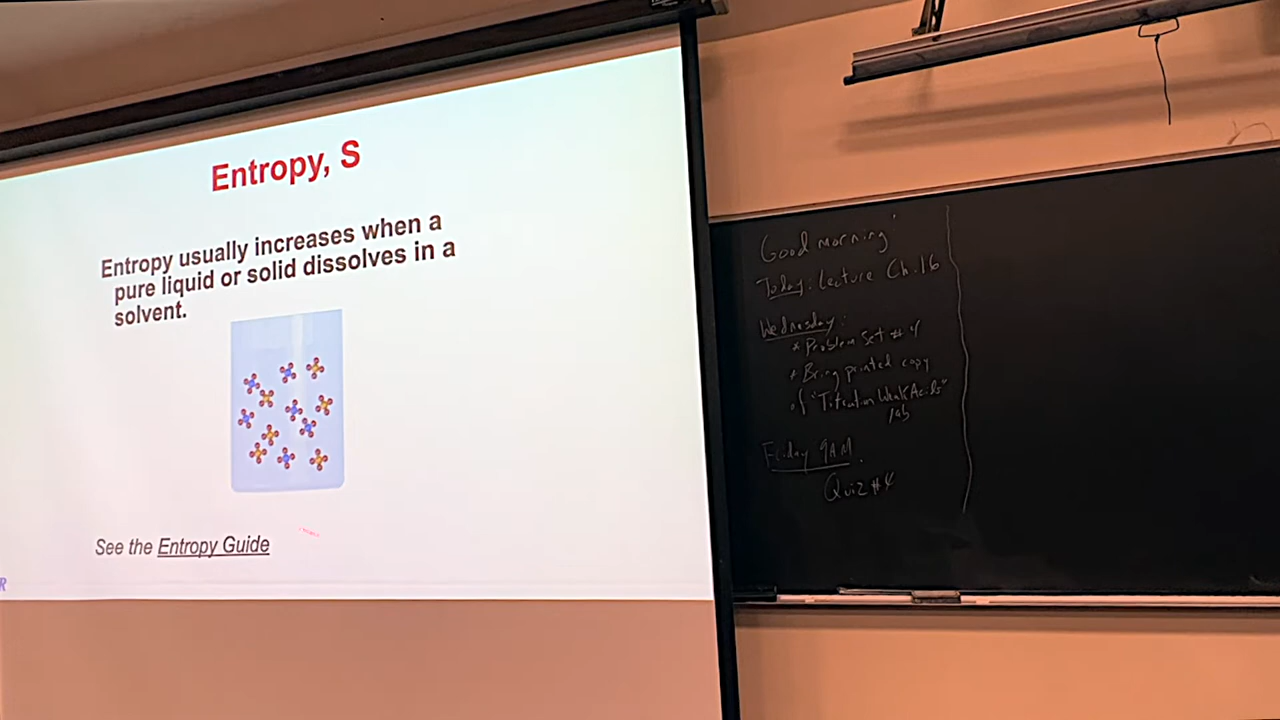 Entropy, S
Entropy usually increases when a
pure liquid or solid dissolves in a
solvent.
See the Entropy Guide
R
Good morning
Today: Lecture Ch.16
Wednesday:
* Problem Set #4
+ Bring printed copy
of "Titration Weak Acids"
lab
Friday 9AM
Quiz #4